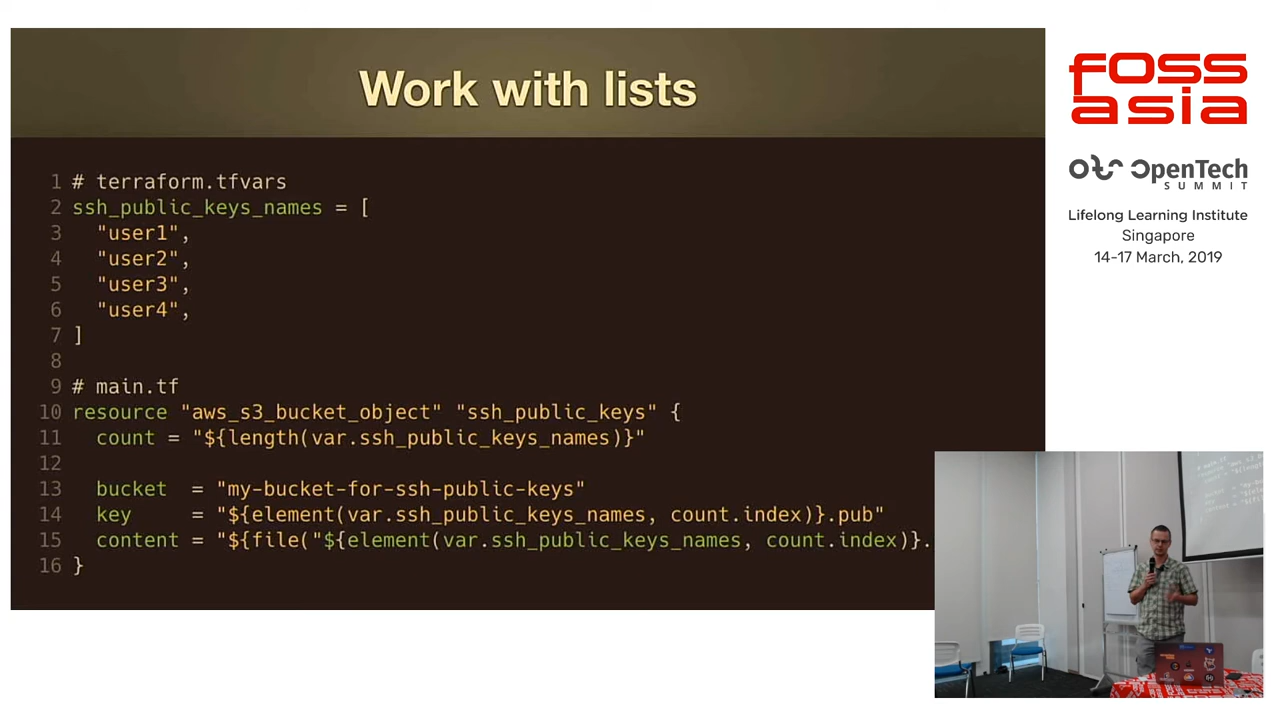 Work with lists
1 # terraform.tfvars
2 ssh_public_keys_names = [
3 "user1",
4 "user2",
5 "user3",
6 "user4",
7 ]
8
9 # main.tf
10 resource "aws_s3_bucket_object" "ssh_public_keys" {
11 count = "${length(var.ssh_public_keys_names)}"
12
13 bucket = "my-bucket-for-ssh-public-keys"
14 key = "${element(var.ssh_public_keys_names, count.index)}.pub"
15 content = "${file("${element(var.ssh_public_keys_names, count.index)}.
16 }
FOSS
asia
OpenTech
SUMMIT
Lifelong Learning Institute
Singapore
14-17 March, 2019
# main.tf